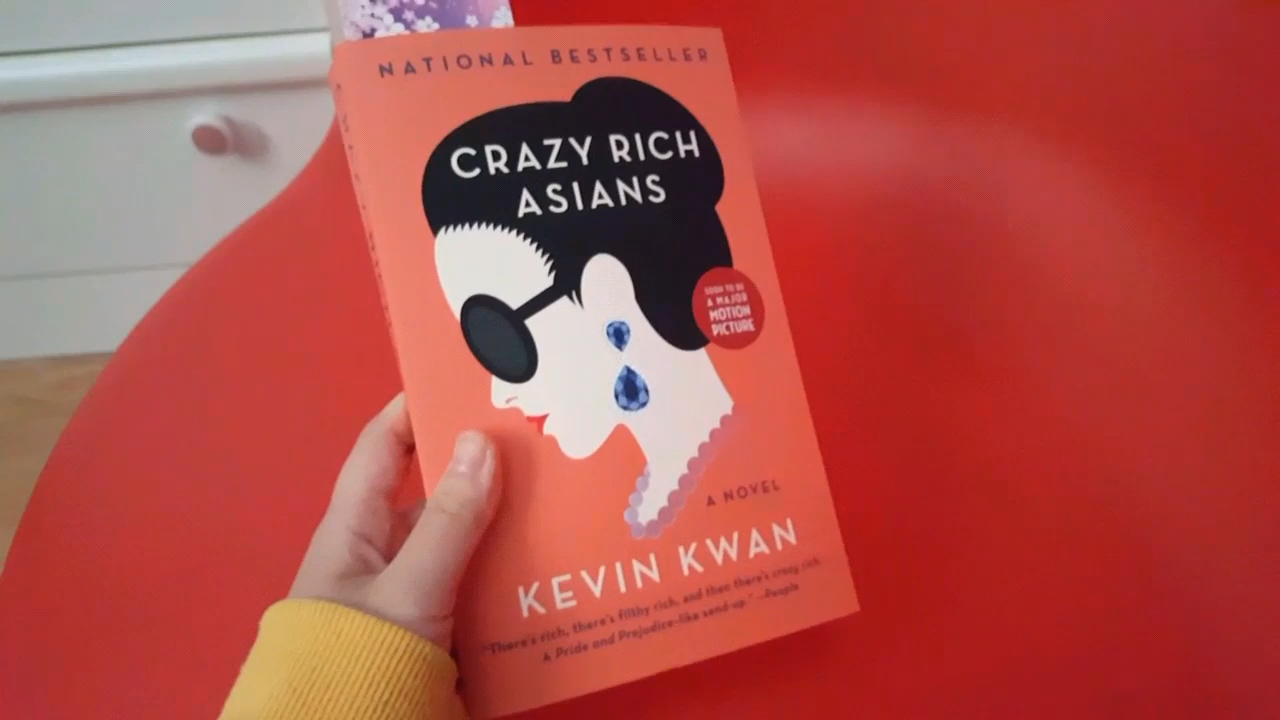 NATIONAL BESTSELLER
CRAZY RICH
ASIANS
SOON TO BE
A MAJOR
MOTION
PICTURE
A NOVEL
KEVIN KWAN
"There's rich, there's filthy rich, and then there's crazy rich.
A Pride and Prejudice-like send-up." —People